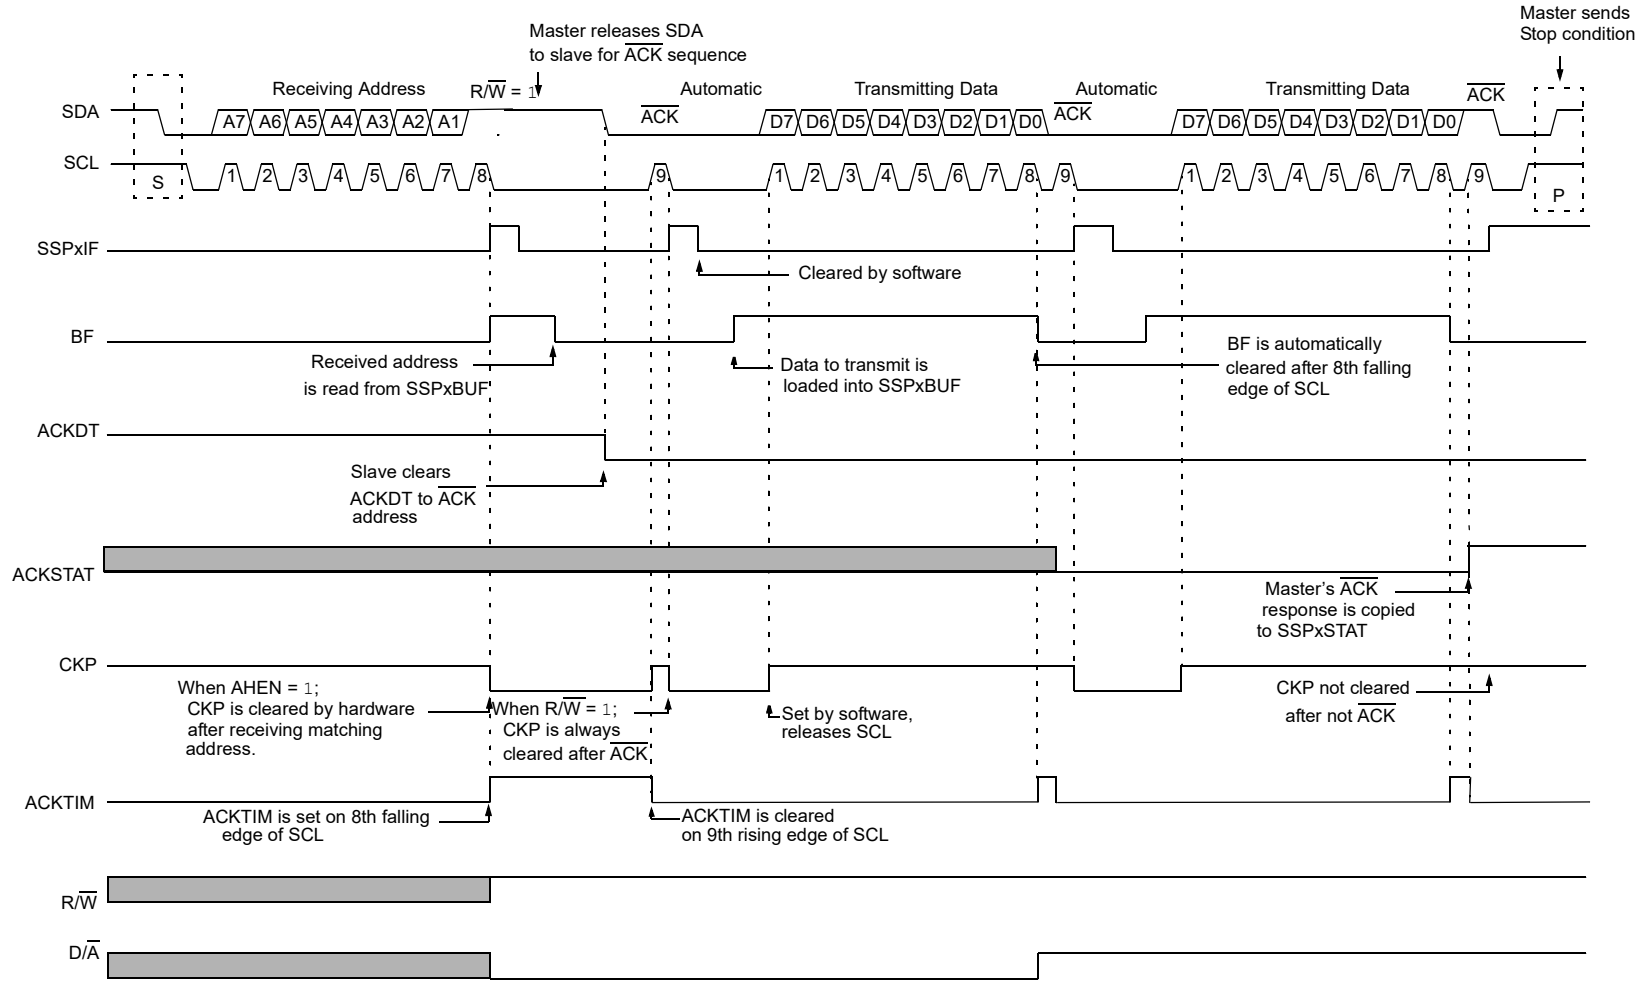 Master sends
Stop condition
Master releases SDA
to slave for ACK sequence
Receiving Address
R/W = 1
Automatic
Transmitting Data
Automatic
Transmitting Data
ACK
SDA
A7 A6 A5 A4 A3 A2 A1
ACK
D7 D6 D5 D4 D3 D2 D1 D0
ACK
D7 D6 D5 D4 D3 D2 D1 D0
SCL
S
1 2 3 4 5 6 7 8
9
1 2 3 4 5 6 7 8 9
1 2 3 4 5 6 7 8 9
P
SSPxIF
Cleared by software
BF
Received address
is read from SSPxBUF
Data to transmit is
loaded into SSPxBUF
BF is automatically
cleared after 8th falling
edge of SCL
ACKDT
Slave clears
ACKDT to ACK
address
ACKSTAT
Master's ACK
response is copied
to SSPxSTAT
CKP
When AHEN = 1;
CKP is cleared by hardware
after receiving matching
address.
When R/W = 1;
CKP is always
cleared after ACK
Set by software,
releases SCL
CKP not cleared
after not ACK
ACKTIM
ACKTIM is set on 8th falling
edge of SCL
ACKTIM is cleared
on 9th rising edge of SCL
R/W
D/A